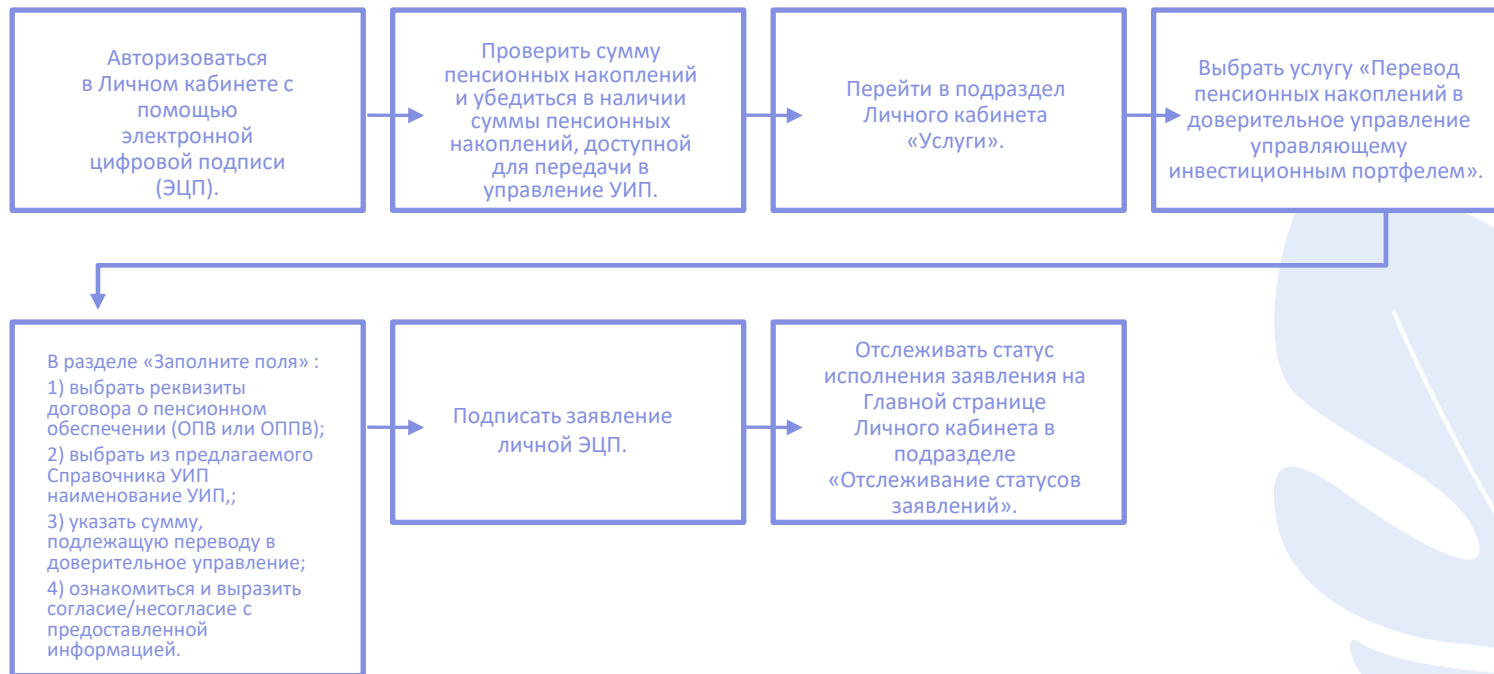 Авторизоваться
в Личном кабинете с
помощью
электронной
цифровой подписи
(ЭЦП).
Проверить сумму
пенсионных накоплений
и убедиться в наличии
суммы пенсионных
накоплений, доступной
для передачи в
управление УИП.
Перейти в подраздел
Личного кабинета
«Услуги».
Выбрать услугу «Перевод
пенсионных накоплений в
доверительное управление
управляющему
инвестиционным портфелем».
В разделе «Заполните поля» :
1) выбрать реквизиты
договора о пенсионном
обеспечении (ОПВ или ОППВ);
2) выбрать из предлагаемого
Справочника УИП
наименование УИП,;
3) указать сумму,
подлежащую переводу в
доверительное управление;
4) ознакомиться и выразить
согласие/несогласие с
предоставленной
информацией.
Подписать заявление
личной ЭЦП.
Отслеживать статус
исполнения заявления на
Главной странице
Личного кабинета в
подразделе
«Отслеживание статусов
заявлений».